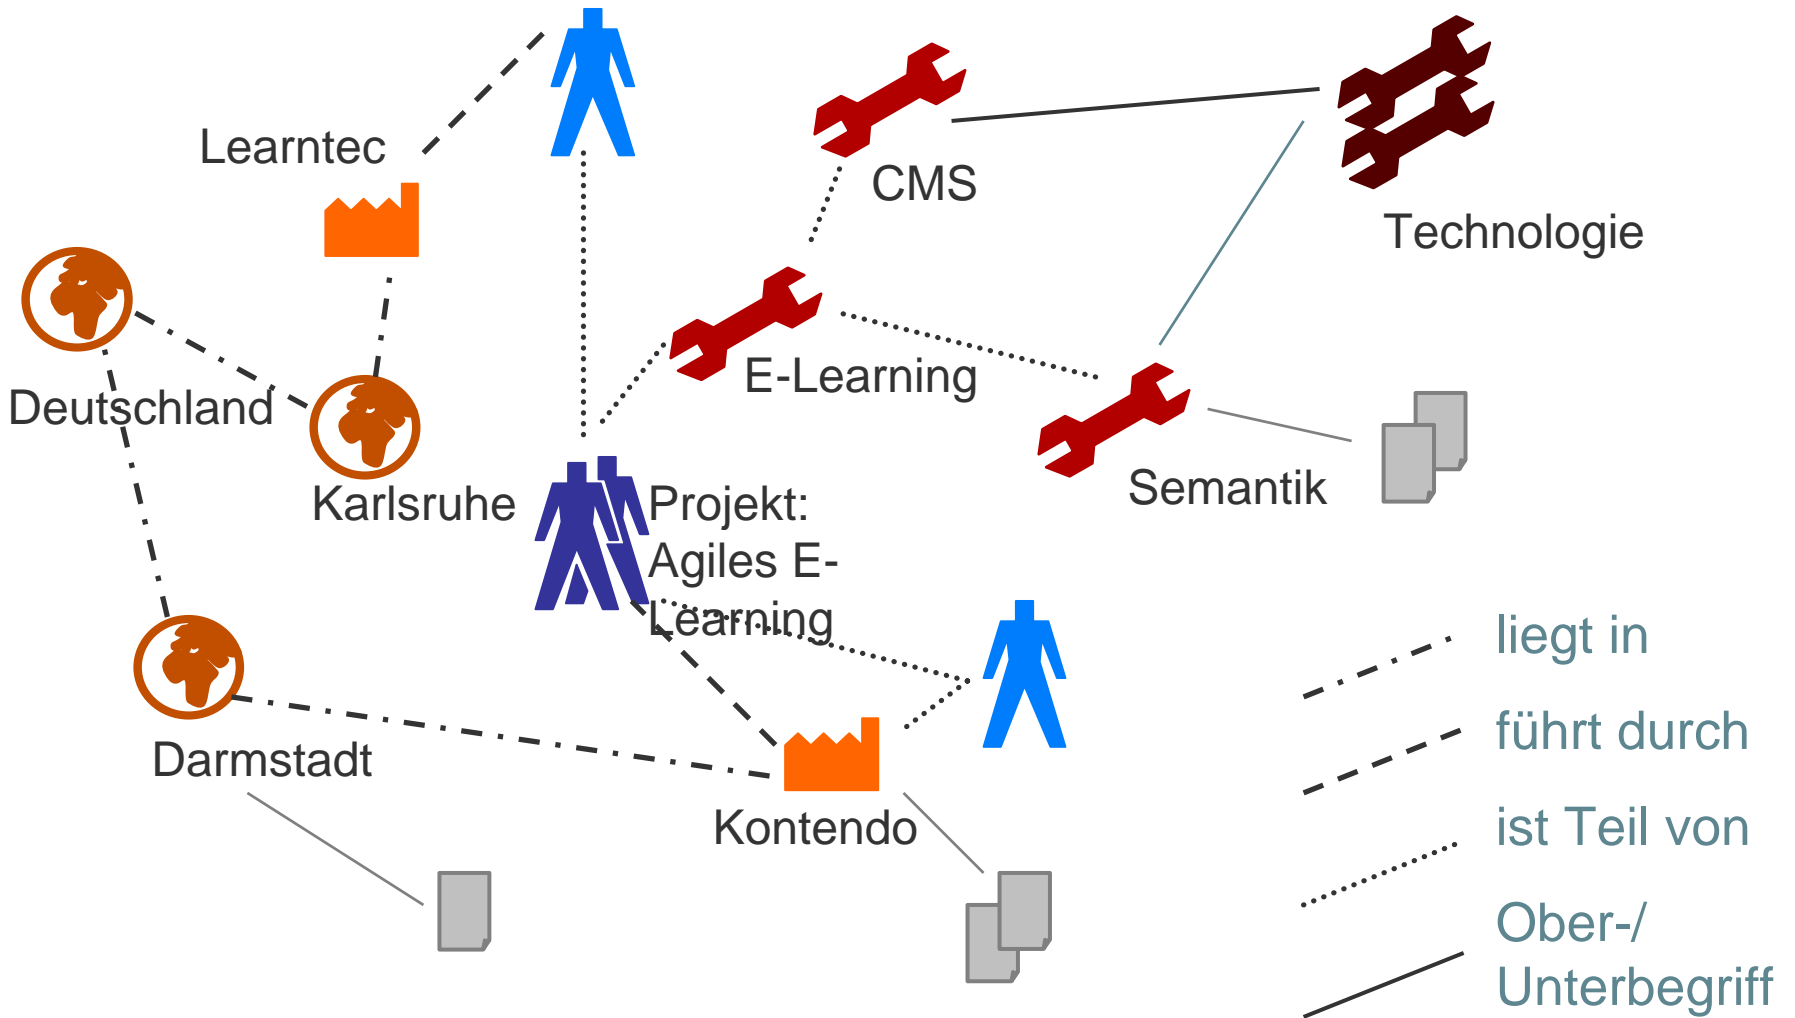 Learntec
CMS
Technologie
E-Learning
Deutschland
Karlsruhe
Semantik
Projekt:
Agiles E-
Learning
Darmstadt
Kontendo
liegt in
führt durch
ist Teil von
Ober-/
Unterbegriff